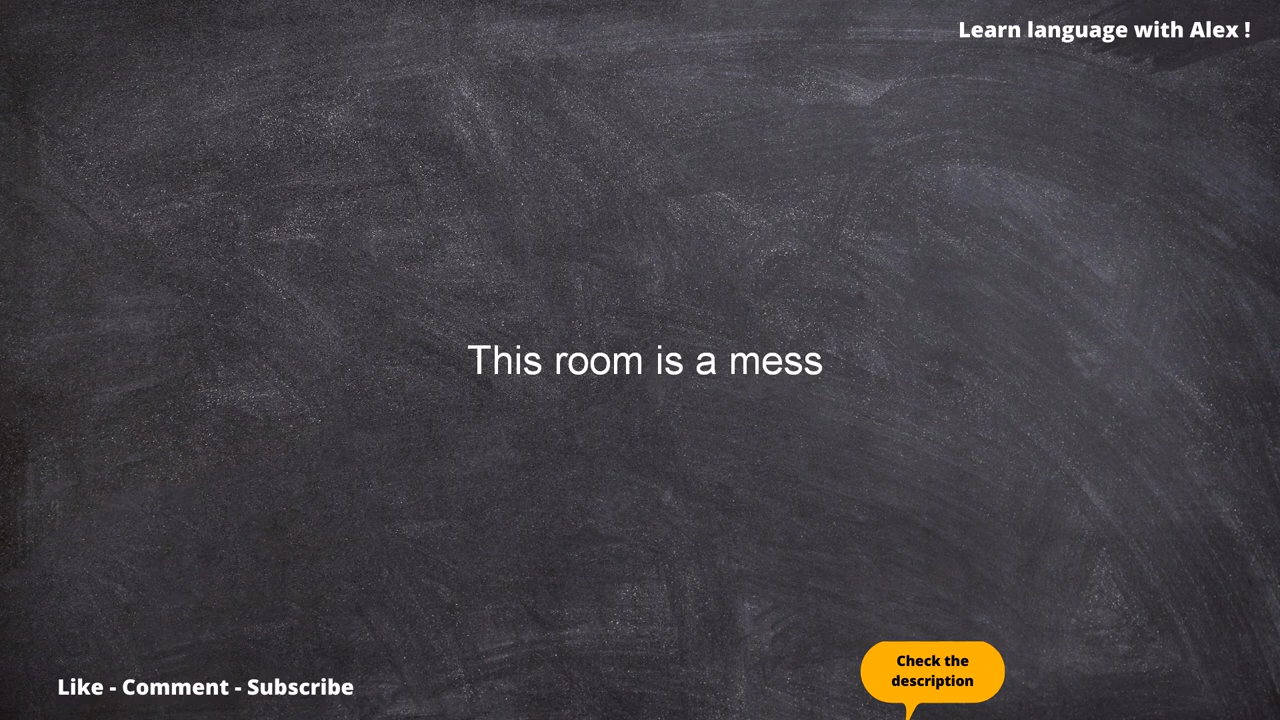 Learn language with Alex !
This room is a mess
Check the
description
Like - Comment - Subscribe